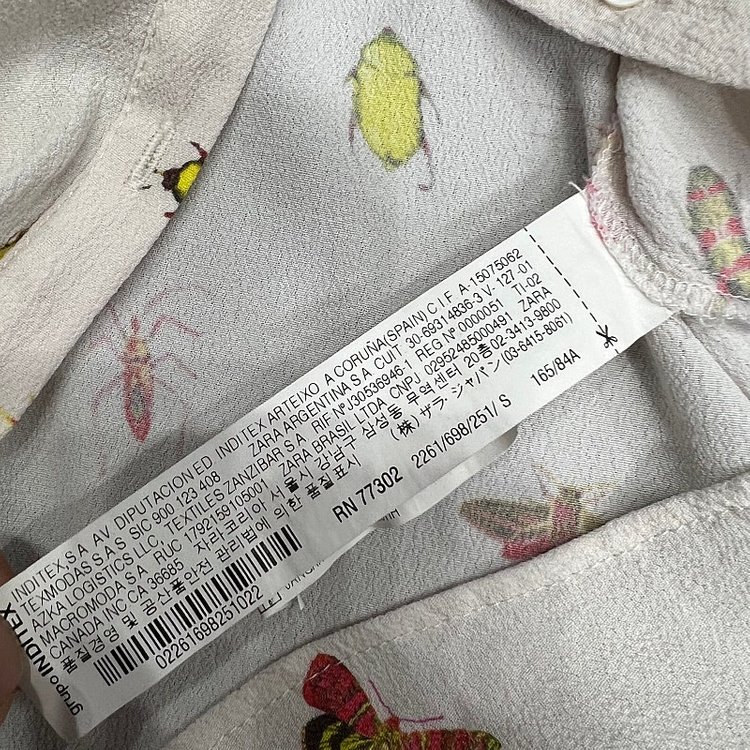 INDITEX,S.A AV. DIPUTACION ED INDITEX ARTEIXO A CORUÑA(SPAIN) C I F A-15075062
TEXMODAS S.A.S SIC 900 123 408 ZARA ARGENTINA S.A CUIT 30-69314836-3 V-127-01
AZKA LOGISTICS LLC, TEXTILES ZANZIBAR S.A RIF NºJ30536946-1 REG Nº 0000051 TI-02
MACROMODA S.A. RUC 1792159105001 ZARA BRASIL LTDA CNPJ 02952485000491 ZARA
CANADA INC CA 36685 자라코리아 서울시 강남구 삼성동 무역센터 20층 02-3413-9800
품질경영 및 공산품안전 관리법에 의한 품질표시 (株) ザラ・ジャパン(03-6415-8061)
RN 77302 2261/698/251/ S 165/84A
02261698251022
grupo INDITEX